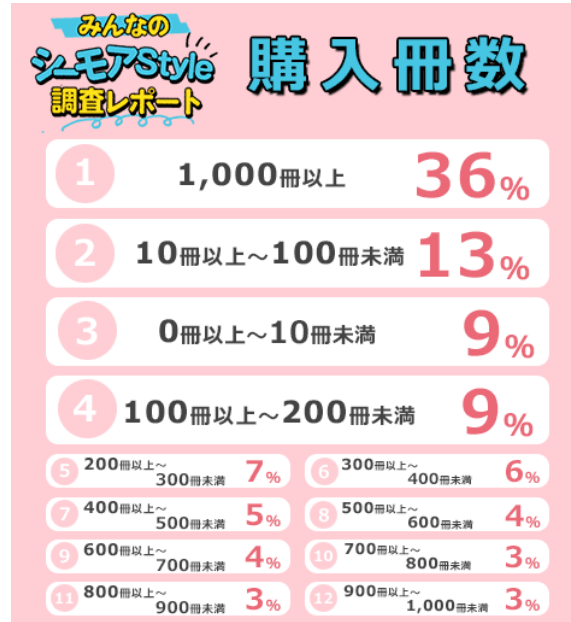 みんなの
シーモアStyle
調査レポート
購入冊数
1 1,000冊以上 36%
2 10冊以上～100冊未満 13%
3 0冊以上～10冊未満 9%
4 100冊以上～200冊未満 9%
5 200冊以上～
300冊未満 7%
6 300冊以上～
400冊未満 6%
7 400冊以上～
500冊未満 5%
8 500冊以上～
600冊未満 4%
9 600冊以上～
700冊未満 4%
10 700冊以上～
800冊未満 3%
11 800冊以上～
900冊未満 3%
12 900冊以上～
1,000冊未満 3%